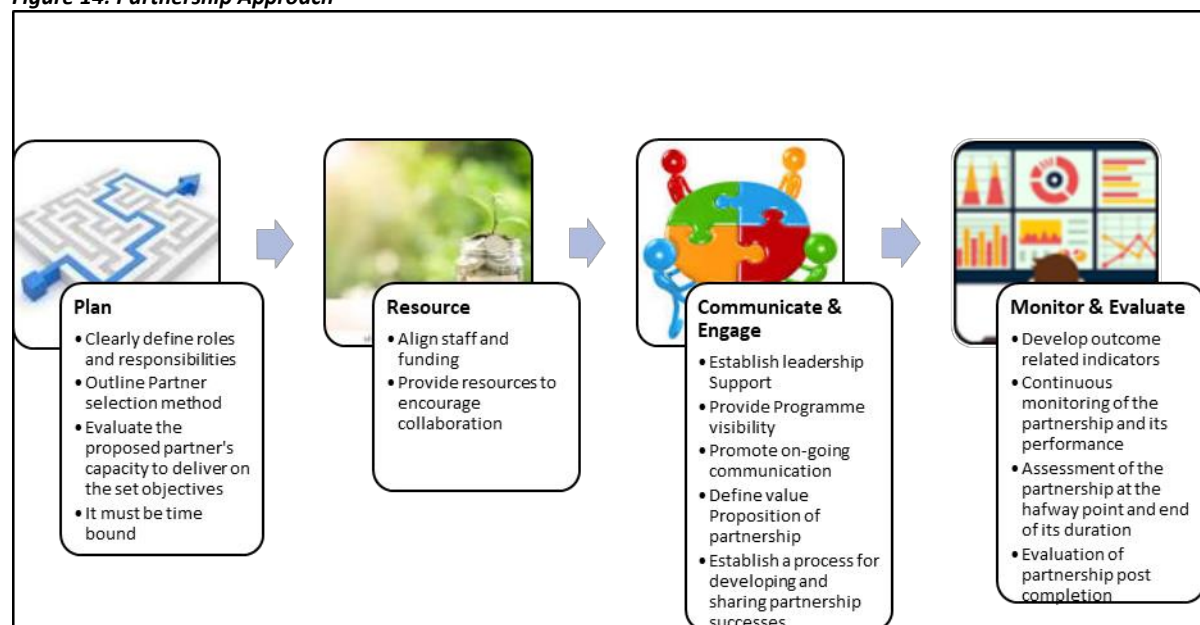 Figure 14: Partnership Approach
Plan
• Clearly define roles
and responsibilities
• Outline Partner
selection method
• Evaluate the
proposed partner's
capacity to deliver on
the set objectives
• It must be time
bound
Resource
• Align staff and
funding
• Provide resources to
encourage
collaboration
Communicate &
Engage
• Establish leadership
Support
• Provide Programme
visibility
• Promote on-going
communication
• Define value
Proposition of
partnership
• Establish a process for
developing and
sharing partnership
successes
Monitor & Evaluate
• Develop outcome
related indicators
• Continuous
monitoring of the
partnership and its
performance
• Assessment of the
partnership at the
hafway point and end
of its duration
• Evaluation of
partnership post
completion